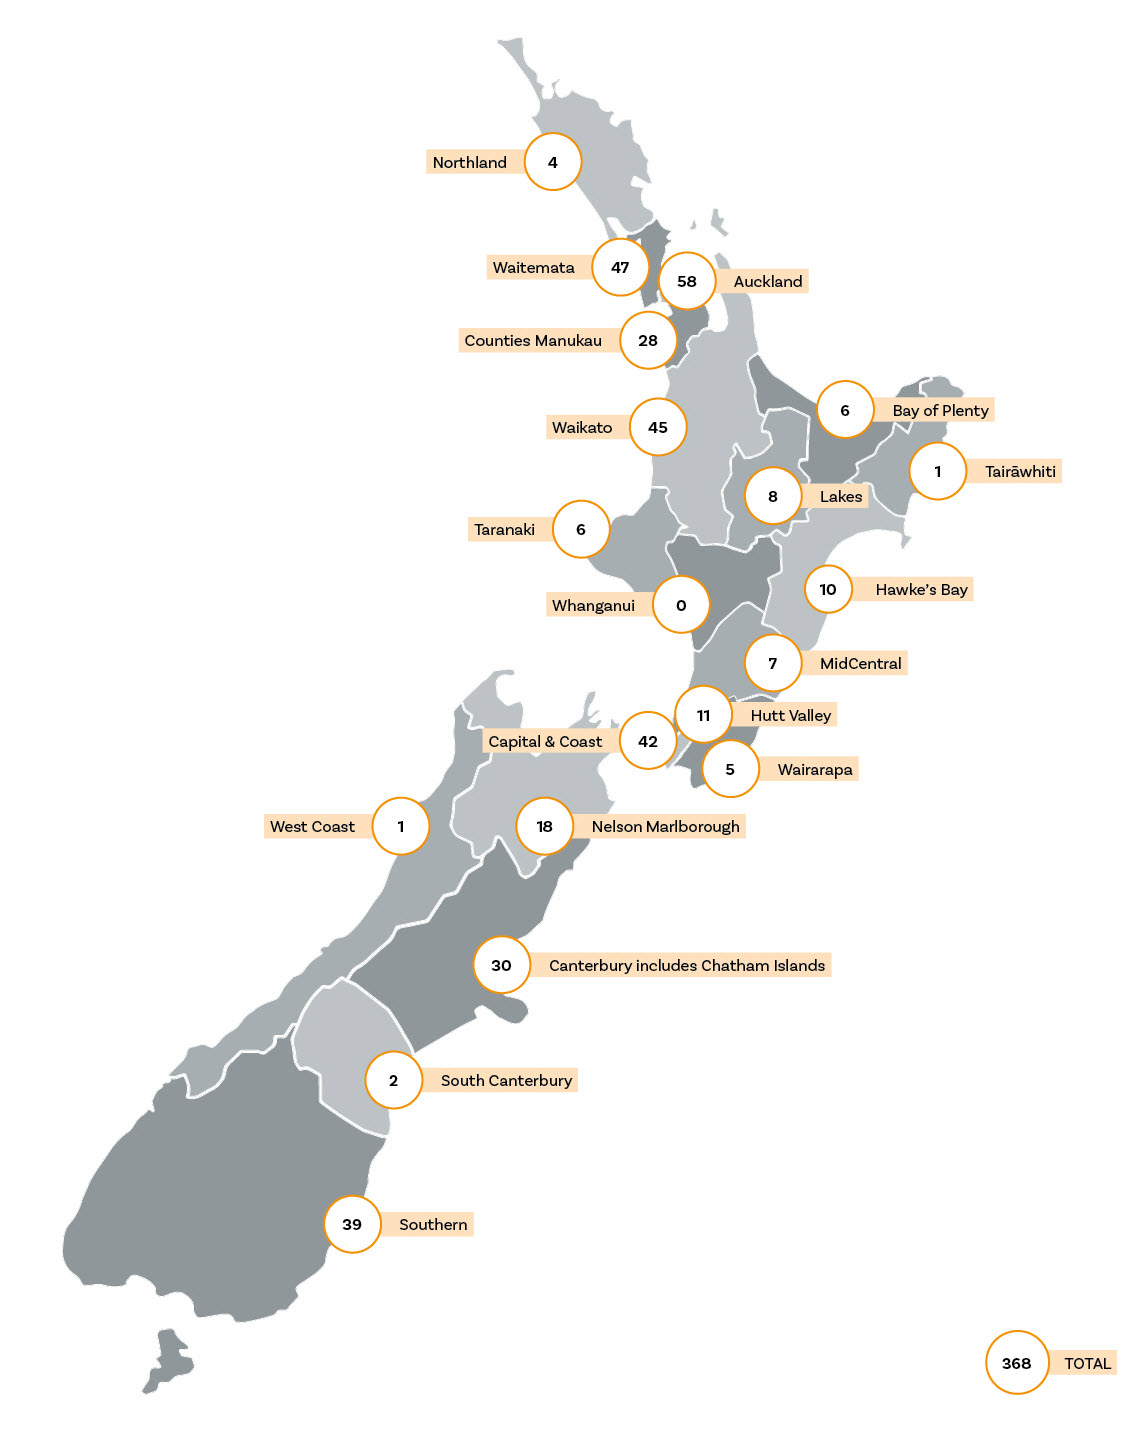 Northland 4
Waitemata 47
58 Auckland
Counties Manukau 28
6 Bay of Plenty
Waikato 45
1 Tairāwhiti
8 Lakes
Taranaki 6
10 Hawke’s Bay
Whanganui 0
7 MidCentral
11 Hutt Valley
Capital & Coast 42
5 Wairarapa
West Coast 1
18 Nelson Marlborough
30 Canterbury includes Chatham Islands
2 South Canterbury
39 Southern
368 TOTAL